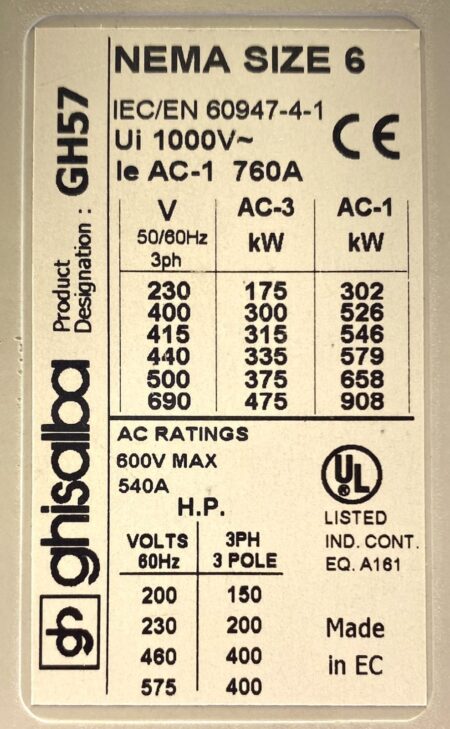 NEMA SIZE 6
IEC/EN 60947-4-1
Ui 1000V~
Ie AC-1 760A
CE
V AC-3 AC-1
50/60Hz kW kW
3ph
230 175 302
400 300 526
415 315 546
440 335 579
500 375 658
690 475 908
AC RATINGS
600V MAX
540A
H.P.
VOLTS 3PH
60Hz 3 POLE
200 150
230 200
460 400
575 400
UL
®
LISTED
IND. CONT.
EQ. A161
Made
in EC
gh ghisalba
Product
Designation : GH57